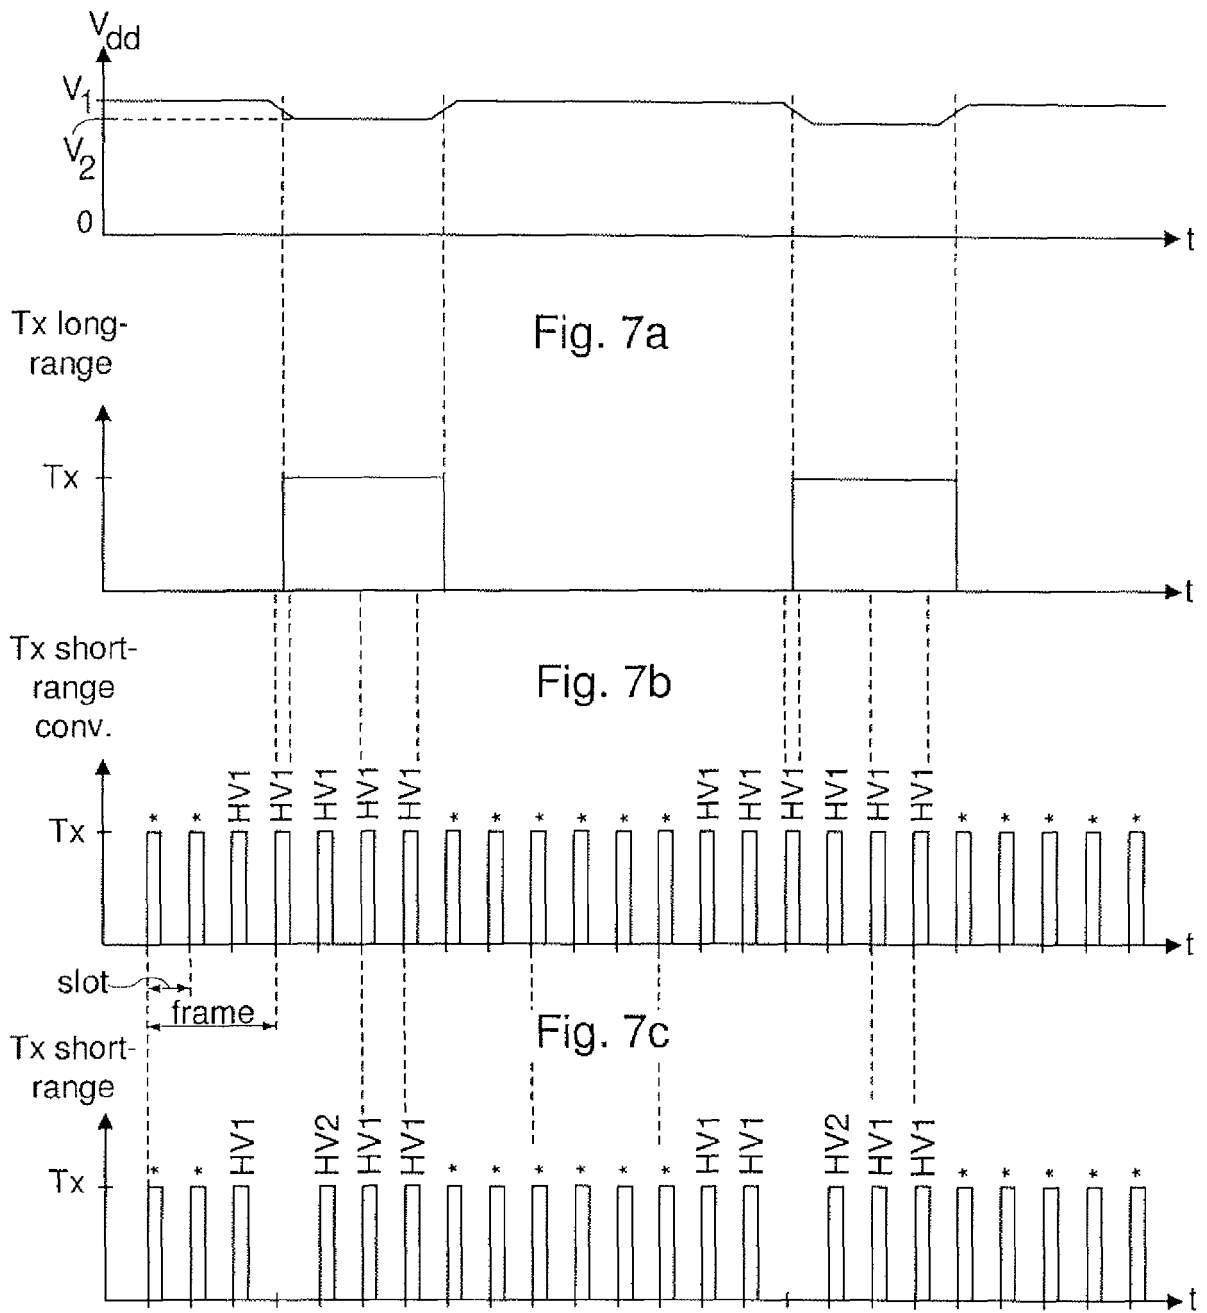 Vdd
V1
V2
0
t
Fig. 7a
Tx long-
range
Tx
t
Fig. 7b
Tx short-
range
conv.
HV1 HV1 HV1 HV1 HV1 HV1 HV1 HV1 HV1 HV1 HV1
* * * * * * * * * * * * *
Tx
t
slot
frame
Fig. 7c
Tx short-
range
HV1 HV2 HV1 HV1 HV1 HV1 HV2 HV1 HV1
* * * * * * * * * * * * *
Tx
t